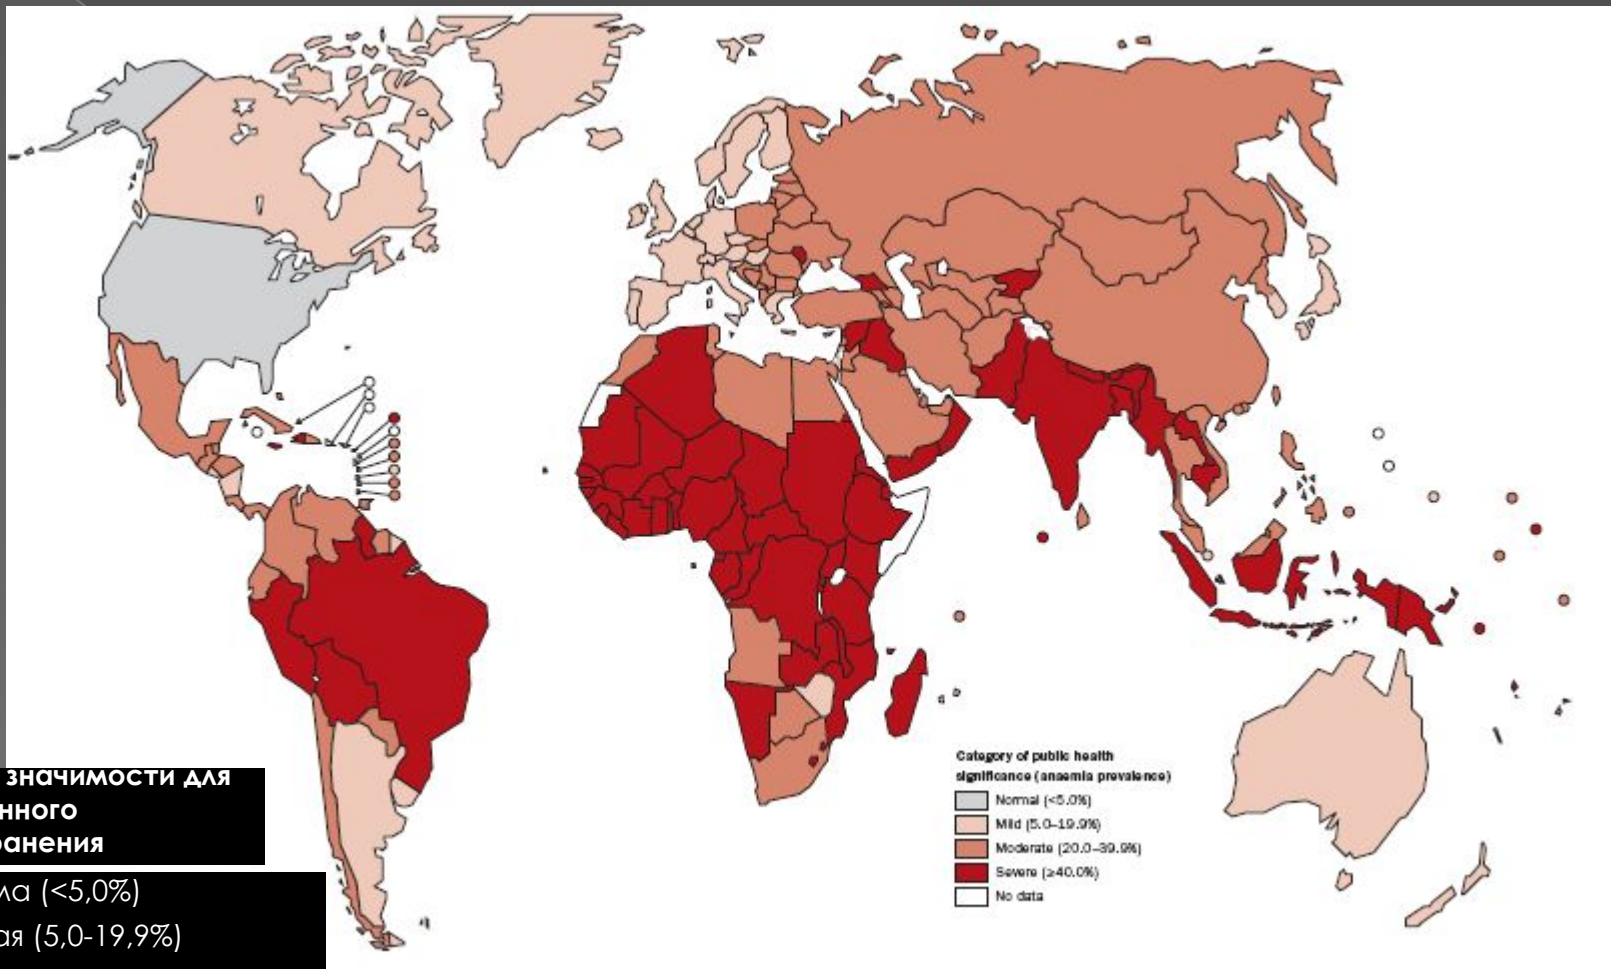 Category of public health
significance (anaemia prevalence)
Normal (<5.0%)
Mild (5.0–19.9%)
Moderate (20.0–39.9%)
Severe (≥40.0%)
No data
значимости для
нного
ранения
ла (<5,0%)
ая (5,0-19,9%)